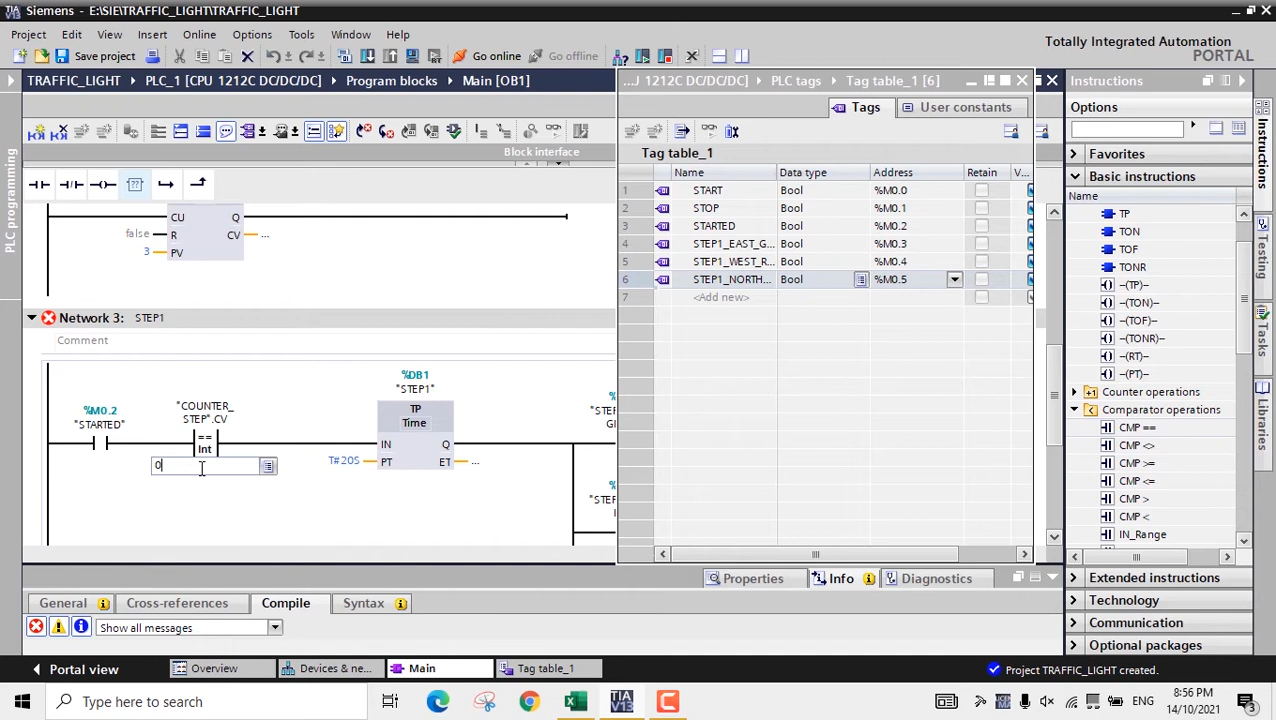 Siemens - E:\SIE\TRAFFIC_LIGHT\TRAFFIC_LIGHT
Project Edit View Insert Online Options Tools Window Help
Save project Go online Go offline
Totally Integrated Automation
PORTAL
TRAFFIC_LIGHT PLC_1 [CPU 1212C DC/DC/DC] Program blocks Main [OB1]
...J 1212C DC/DC/DC] PLC tags Tag table_1 [6]
Instructions
Tags User constants
Options
Block interface
Tag table_1
Name Data type Address Retain V...
1 START Bool %M0.0
2 STOP Bool %M0.1
3 STARTED Bool %M0.2
4 STEP1_EAST_G... Bool %M0.3
5 STEP1_WEST_R... Bool %M0.4
6 STEP1_NORTH... Bool %M0.5
7 <Add new>
Favorites
Basic instructions
Name
TP
TON
TOF
TONR
-(TP)-
-(TON)-
-(TOF)-
-(TONR)-
-(RT)-
-(PT)-
Counter operations
Comparator operations
CMP ==
CMP <>
CMP >=
CMP <=
CMP >
CMP <
IN_Range
Extended instructions
Technology
Communication
Optional packages
PLC programming
Instructions
Testing
Tasks
Libraries
CU Q
false R CV ...
3 PV
Network 3: STEP1
Comment
%M0.2
"STARTED"
"COUNTER_
STEP".CV
==
Int
0
%DB1
"STEP1"
TP
Time
IN Q
T#20S PT ET ...
"STE
"STE
Properties Info Diagnostics
General Cross-references Compile Syntax
Show all messages
Portal view Overview Devices & ne... Main Tag table_1
Project TRAFFIC_LIGHT created.
Type here to search
ENG
8:56 PM
14/10/2021
3